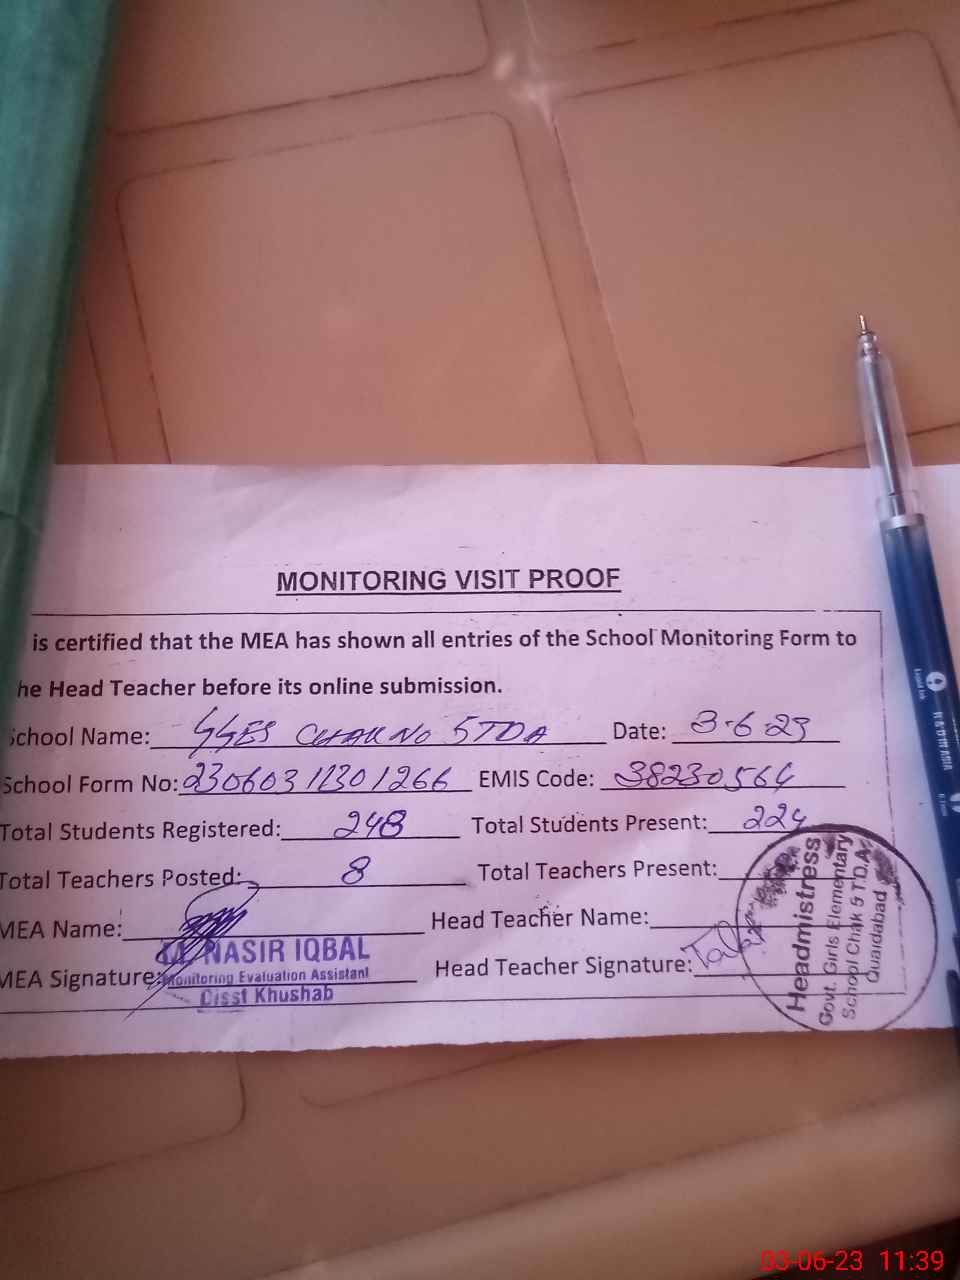 MONITORING VISIT PROOF
is certified that the MEA has shown all entries of the School Monitoring Form to
he Head Teacher before its online submission.
School Name: GGES CHAK NO 5TDA Date: 3-6-23
School Form No: 23060311301266 EMIS Code: 38230564
Total Students Registered: 248 Total Students Present: 224
Total Teachers Posted: 8 Total Teachers Present:
MEA Name: Head Teacher Name:
M. NASIR IQBAL
MEA Signature: Monitoring Evaluation Assistant Head Teacher Signature:
Disst Khushab
Headmistress
Govt. Girls Elementary
School Chak 5 T.D.A
Quaidabad
03-06-23 11:39